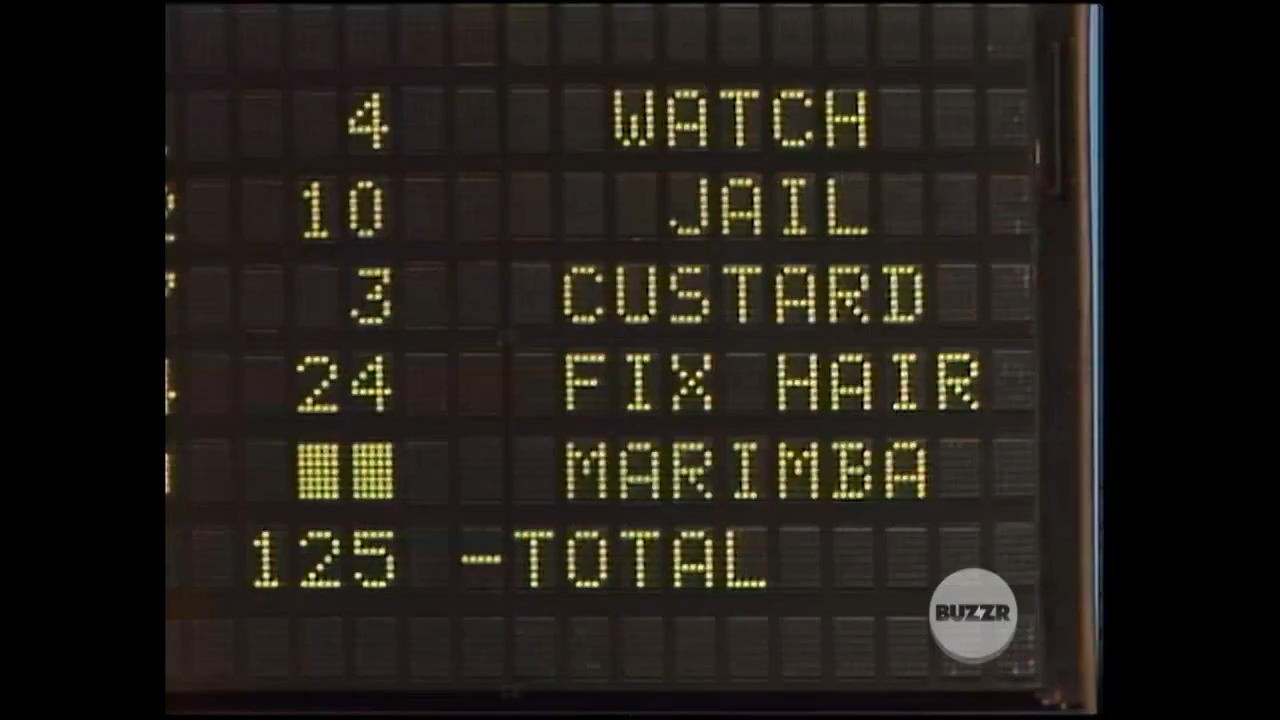 4 WATCH
10 JAIL
3 CUSTARD
24 FIX HAIR
MARIMBA
125 -TOTAL
BUZZR